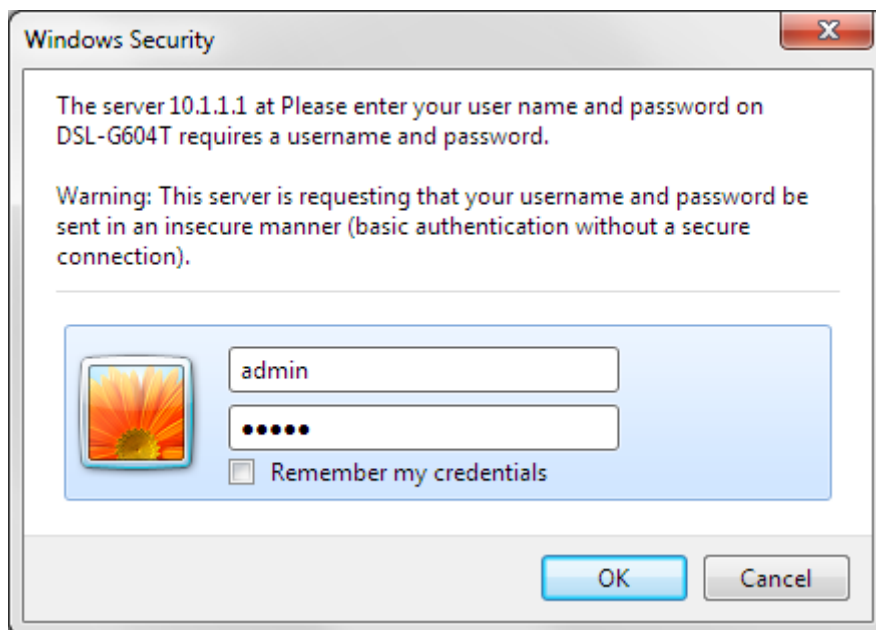 Windows Security
The server 10.1.1.1 at Please enter your user name and password on
DSL-G604T requires a username and password.
Warning: This server is requesting that your username and password be
sent in an insecure manner (basic authentication without a secure
connection).
admin
●●●●●
Remember my credentials
OK
Cancel